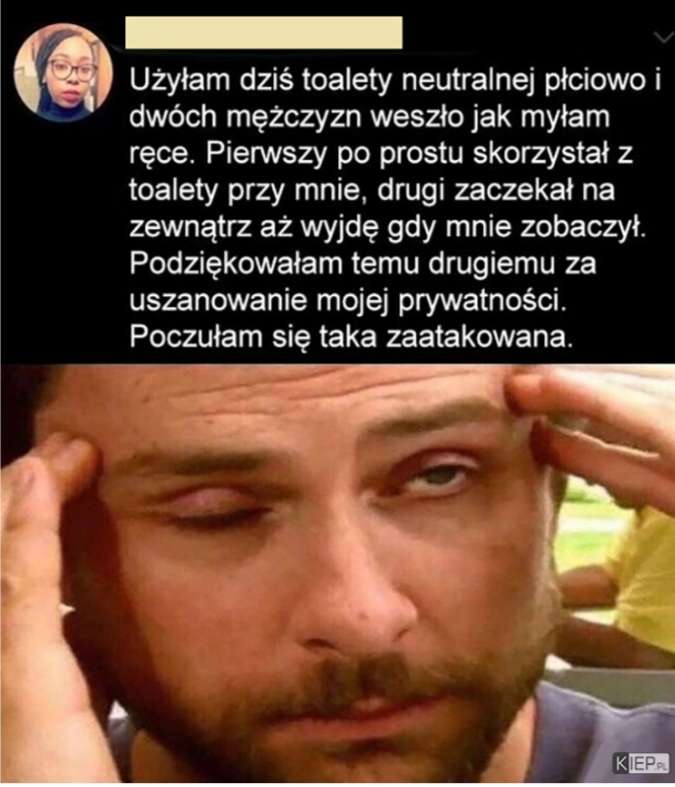 Użyłam dziś toalety neutralnej płciowo i
dwóch mężczyzn weszło jak myłam
ręce. Pierwszy po prostu skorzystał z
toalety przy mnie, drugi zaczekał na
zewnątrz aż wyjdę gdy mnie zobaczył.
Podziękowałam temu drugiemu za
uszanowanie mojej prywatności.
Poczułam się taka zaatakowana.
KIEP.PL